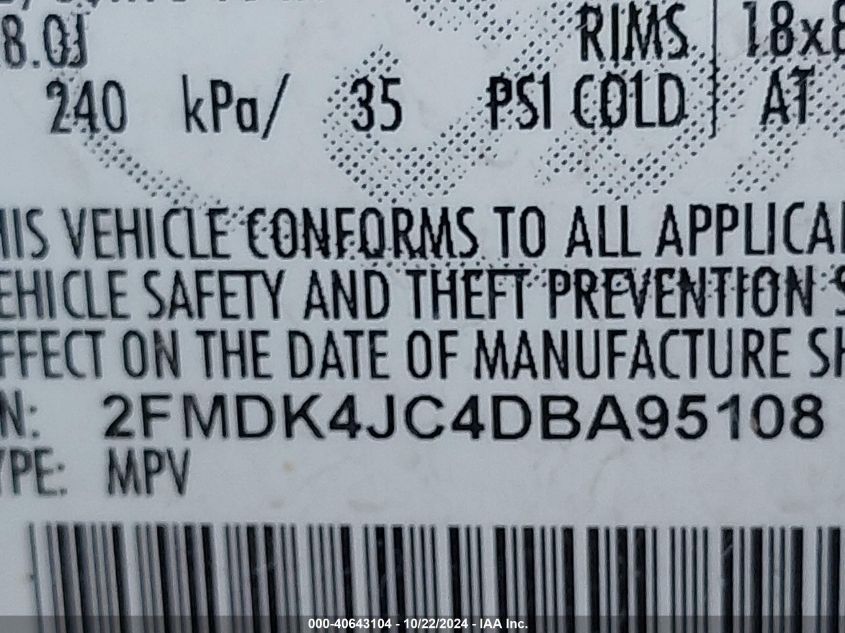 8.0J RIMS 18x8
240 kPa/ 35 PSI COLD AT
HIS VEHICLE CONFORMS TO ALL APPLICA
EHICLE SAFETY AND THEFT PREVENTION S
FFECT ON THE DATE OF MANUFACTURE SH
N: 2FMDK4JC4DBA95108
YPE: MPV
000-40643104 - 10/22/2024 - IAA Inc.